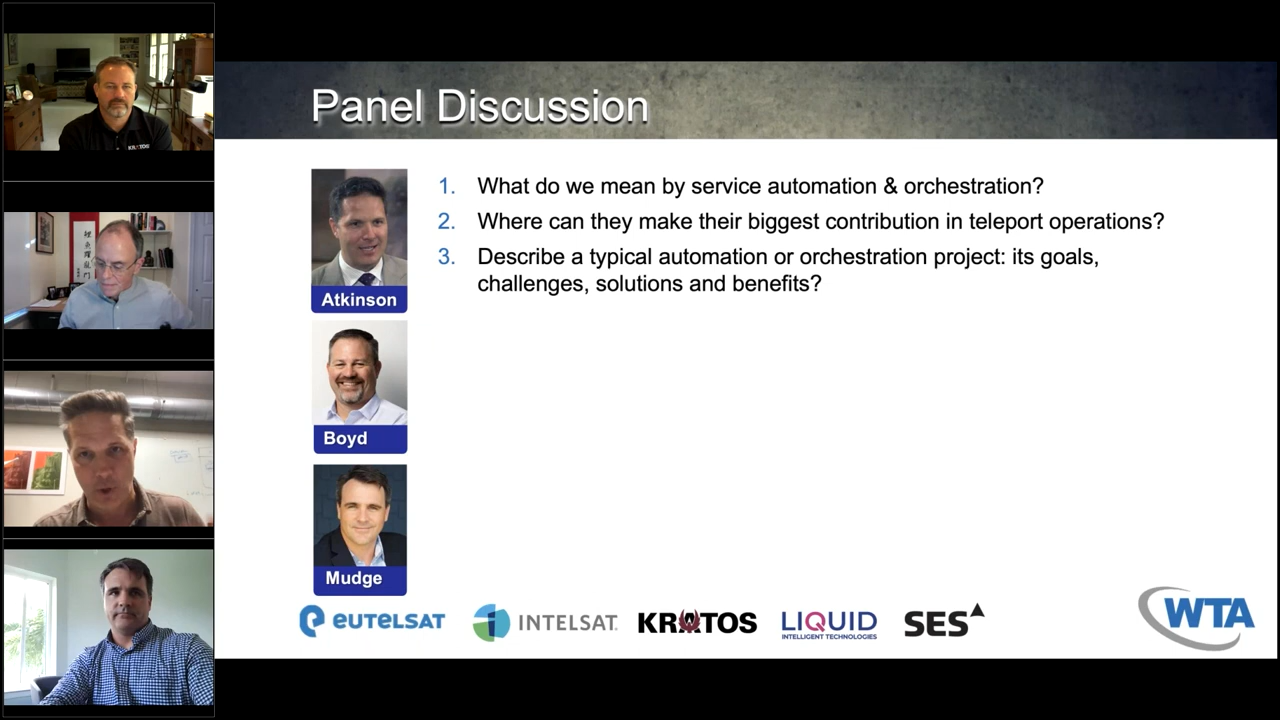 Panel Discussion
1. What do we mean by service automation & orchestration?
2. Where can they make their biggest contribution in teleport operations?
3. Describe a typical automation or orchestration project: its goals,
challenges, solutions and benefits?
Atkinson
Boyd
Mudge
EUTELSAT
INTELSAT
KRATOS
LIQUID
INTELLIGENT TECHNOLOGIES
SES
WTA
KRATOS